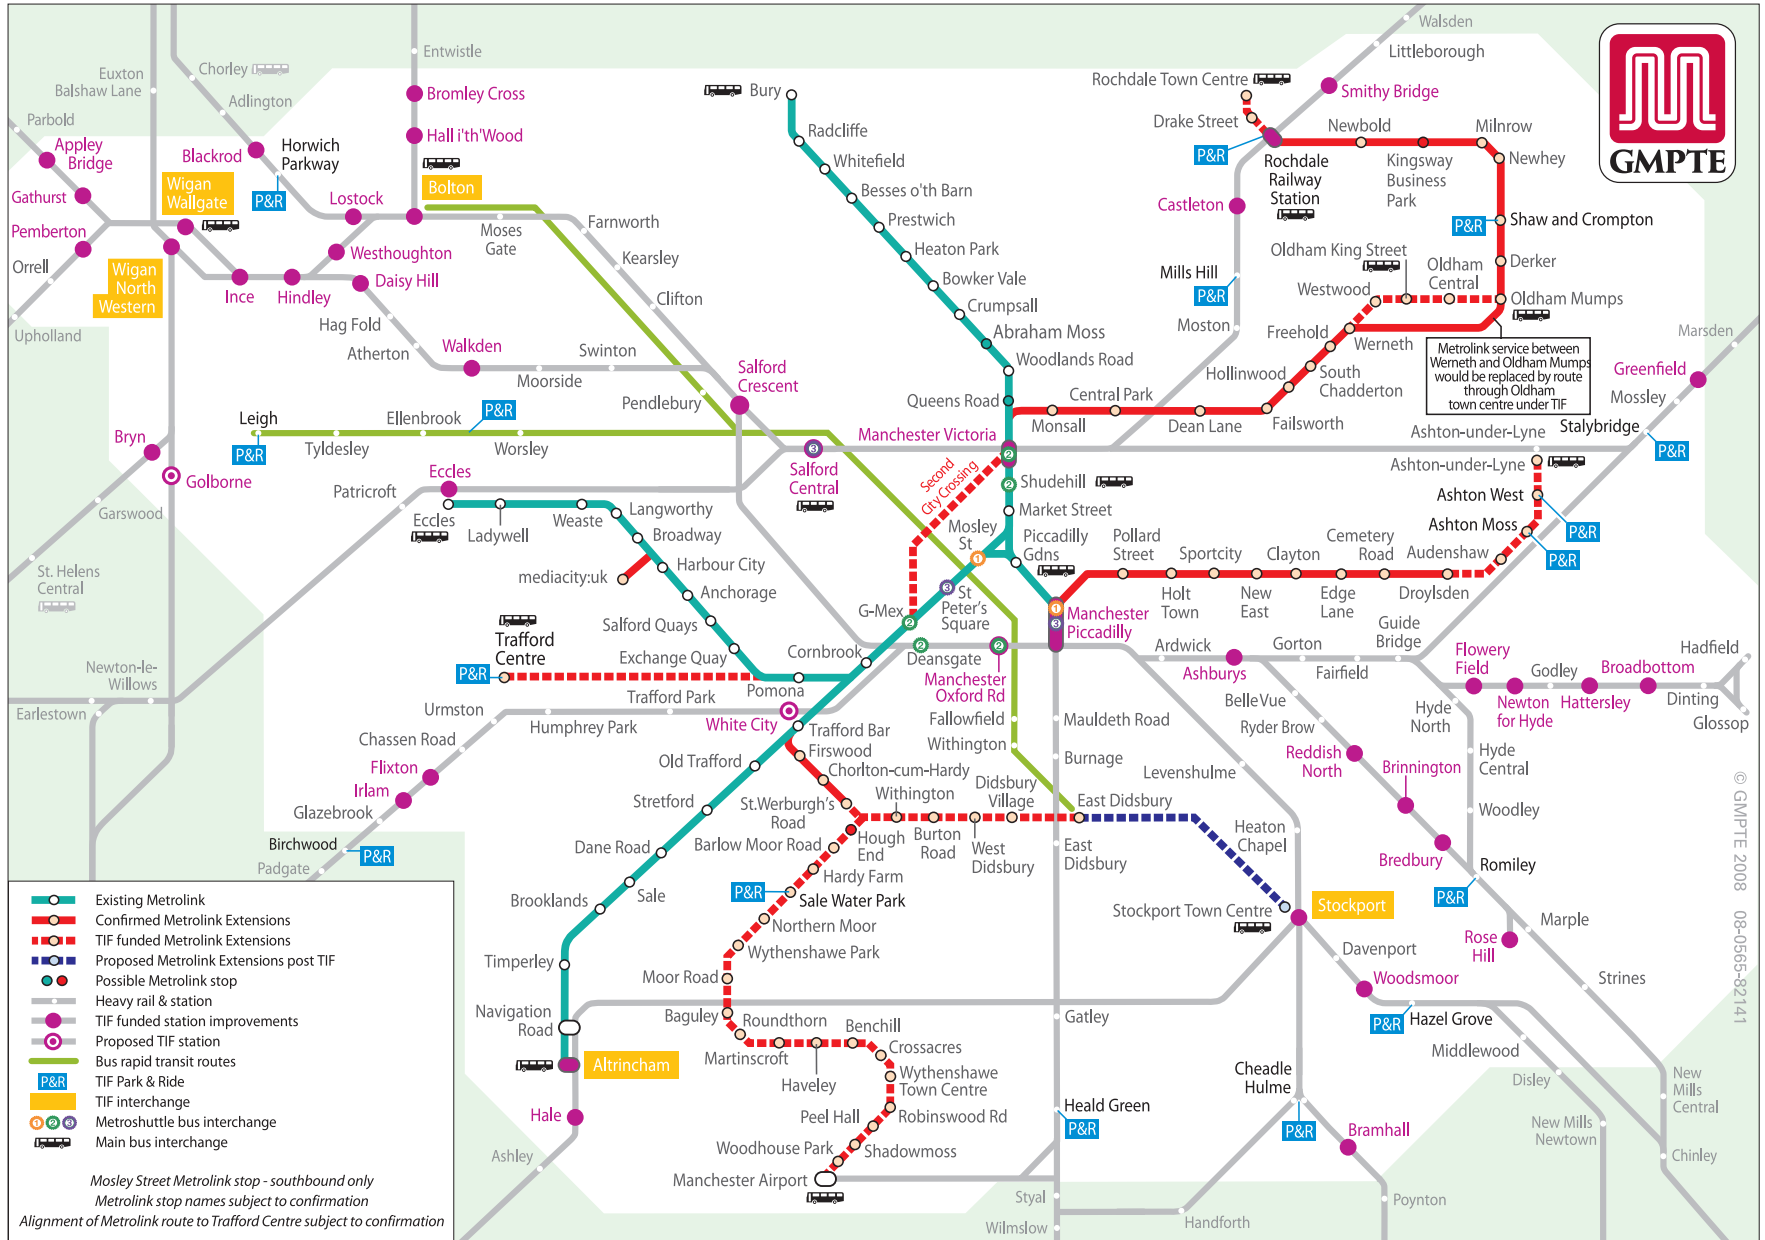 Walsden
Littleborough
GMPTE
Entwistle
Euxton
Balshaw Lane
Chorley
Adlington
Parbold
Appley
Bridge
Blackrod
Horwich
Parkway
P&R
Bromley Cross
Hall i'th'Wood
Bolton
Bury
Radcliffe
Whitefield
Besses o'th Barn
Prestwich
Heaton Park
Bowker Vale
Crumpsall
Abraham Moss
Woodlands Road
Queens Road
Manchester Victoria
Rochdale Town Centre
Drake Street
P&R
Smithy Bridge
Rochdale
Railway
Station
Newbold
Kingsway
Business
Park
Milnrow
Newhey
P&R
Shaw and Crompton
Derker
Oldham King Street
Oldham
Central
Westwood
Oldham Mumps
Freehold
Werneth
Metrolink service between
Werneth and Oldham Mumps
would be replaced by route
through Oldham
town centre under TIF
South
Chadderton
Hollinwood
Failsworth
Dean Lane
Central Park
Monsall
Castleton
Mills Hill
P&R
Moston
Marsden
Greenfield
Mossley
Stalybridge
P&R
Gathurst
Wigan
Wallgate
Pemberton
Orrell
Upholland
Wigan
North
Western
Lostock
Westhoughton
Ince
Hindley
Daisy Hill
Hag Fold
Atherton
Walkden
Moorside
Swinton
Moses
Gate
Farnworth
Kearsley
Clifton
Salford
Crescent
Pendlebury
Leigh
P&R
Tyldesley
Ellenbrook
P&R
Worsley
Bryn
Golborne
Garswood
St. Helens
Central
Patricroft
Eccles
Eccles
Ladywell
Weaste
Langworthy
Broadway
Harbour City
mediacity:uk
Anchorage
Salford Quays
Exchange Quay
Pomona
Cornbrook
Trafford
Centre
P&R
3
Salford
Central
Second
City Crossing
2
2
Shudehill
Market Street
Mosley
St
1
Piccadilly
Gdns
3
St
Peter's
Square
G-Mex
2
2
Deansgate
2
Manchester
Oxford Rd
1
3
Manchester
Piccadilly
Pollard
Street
Holt
Town
Sportcity
New
East
Clayton
Edge
Lane
Cemetery
Road
Droylsden
Audenshaw
Ashton Moss
P&R
Ashton West
P&R
Ashton-under-Lyne
Ashton-under-Lyne
Ardwick
Ashburys
Gorton
Fairfield
Guide
Bridge
Flowery
Field
Newton
for Hyde
Godley
Hattersley
Broadbottom
Hadfield
Dinting
Glossop
BelleVue
Ryder Brow
Reddish
North
Brinnington
Bredbury
Hyde
North
Hyde
Central
Woodley
Romiley
P&R
Rose
Hill
Marple
Strines
Newton-le-
Willows
Earlestown
Urmston
Humphrey Park
Trafford Park
White City
Chassen Road
Flixton
Irlam
Glazebrook
Birchwood
P&R
Padgate
Trafford Bar
Firswood
Chorlton-cum-Hardy
Old Trafford
Stretford
Dane Road
Sale
Brooklands
Timperley
Navigation
Road
Altrincham
Hale
Ashley
St.Werburgh's
Road
Withington
Burton
Road
West
Didsbury
Didsbury
Village
East Didsbury
East
Didsbury
Hough
End
Barlow Moor Road
Hardy Farm
P&R
Sale Water Park
Northern Moor
Wythenshawe Park
Moor Road
Baguley
Roundthorn
Martinscroft
Haveley
Benchill
Crossacres
Wythenshawe
Town Centre
Robinswood Rd
Peel Hall
Shadowmoss
Woodhouse Park
Manchester Airport
Fallowfield
Withington
Mauldeth Road
Burnage
Levenshulme
Heaton
Chapel
Stockport Town Centre
Stockport
Davenport
Woodsmoor
P&R
Hazel Grove
Middlewood
Disley
New Mills
Newtown
New
Mills
Central
Chinley
Gatley
Heald Green
P&R
Cheadle
Hulme
P&R
Bramhall
Poynton
Handforth
Styal
Wilmslow
© GMPTE 2008 08-0565-82141
Existing Metrolink
Confirmed Metrolink Extensions
TIF funded Metrolink Extensions
Proposed Metrolink Extensions post TIF
Possible Metrolink stop
Heavy rail & station
TIF funded station improvements
Proposed TIF station
Bus rapid transit routes
P&R TIF Park & Ride
TIF interchange
1 2 3 Metroshuttle bus interchange
Main bus interchange
Mosley Street Metrolink stop - southbound only
Metrolink stop names subject to confirmation
Alignment of Metrolink route to Trafford Centre subject to confirmation